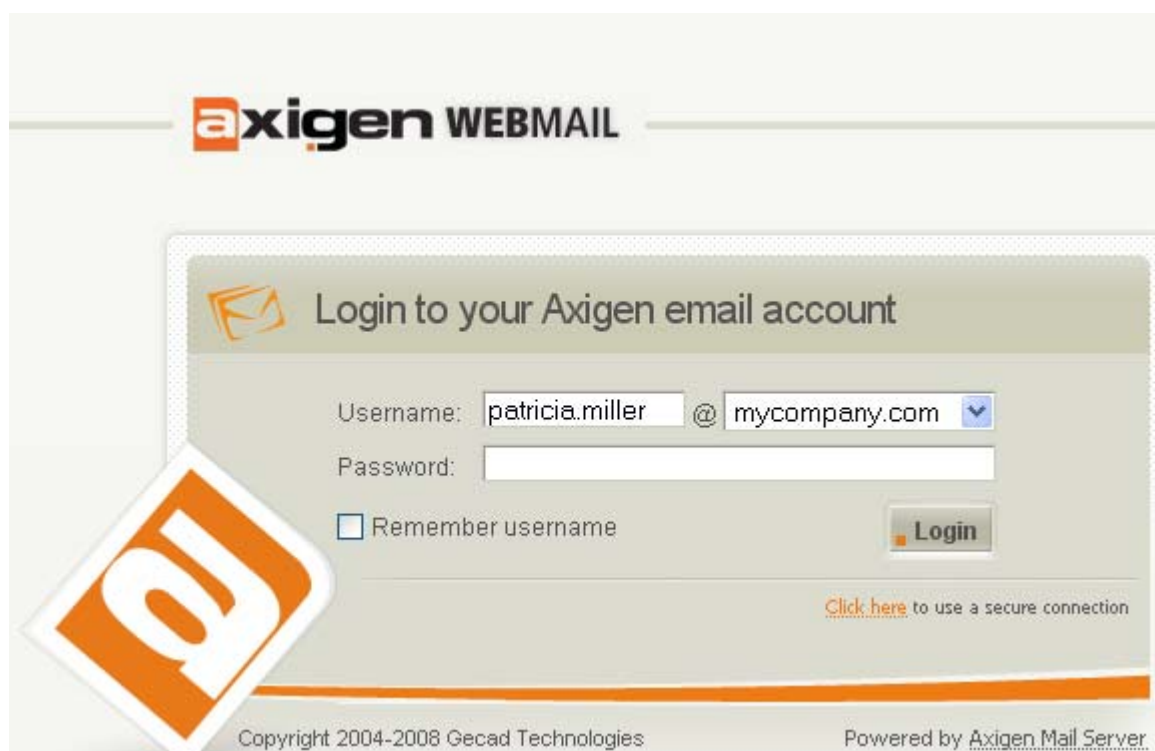 axigen WEBMAIL
Login to your Axigen email account
Username: patricia.miller @ mycompany.com
Password:
Remember username
Login
Click here to use a secure connection
Copyright 2004-2008 Gecad Technologies
Powered by Axigen Mail Server